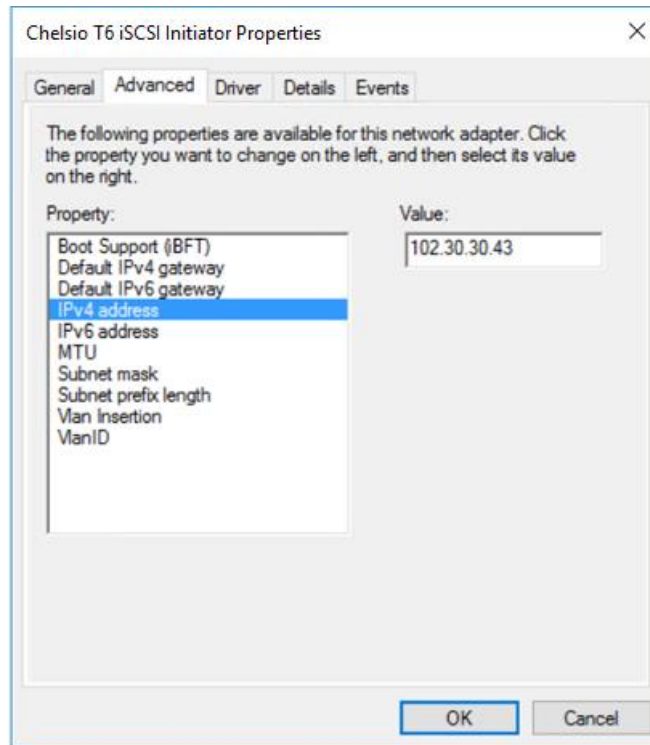 Chelsio T6 iSCSI Initiator Properties
General Advanced Driver Details Events
The following properties are available for this network adapter. Click
the property you want to change on the left, and then select its value
on the right.
Property:
Value:
Boot Support (iBFT)
102.30.30.43
Default IPv4 gateway
Default IPv6 gateway
IPv4 address
IPv6 address
MTU
Subnet mask
Subnet prefix length
Vlan Insertion
VlanID
OK
Cancel